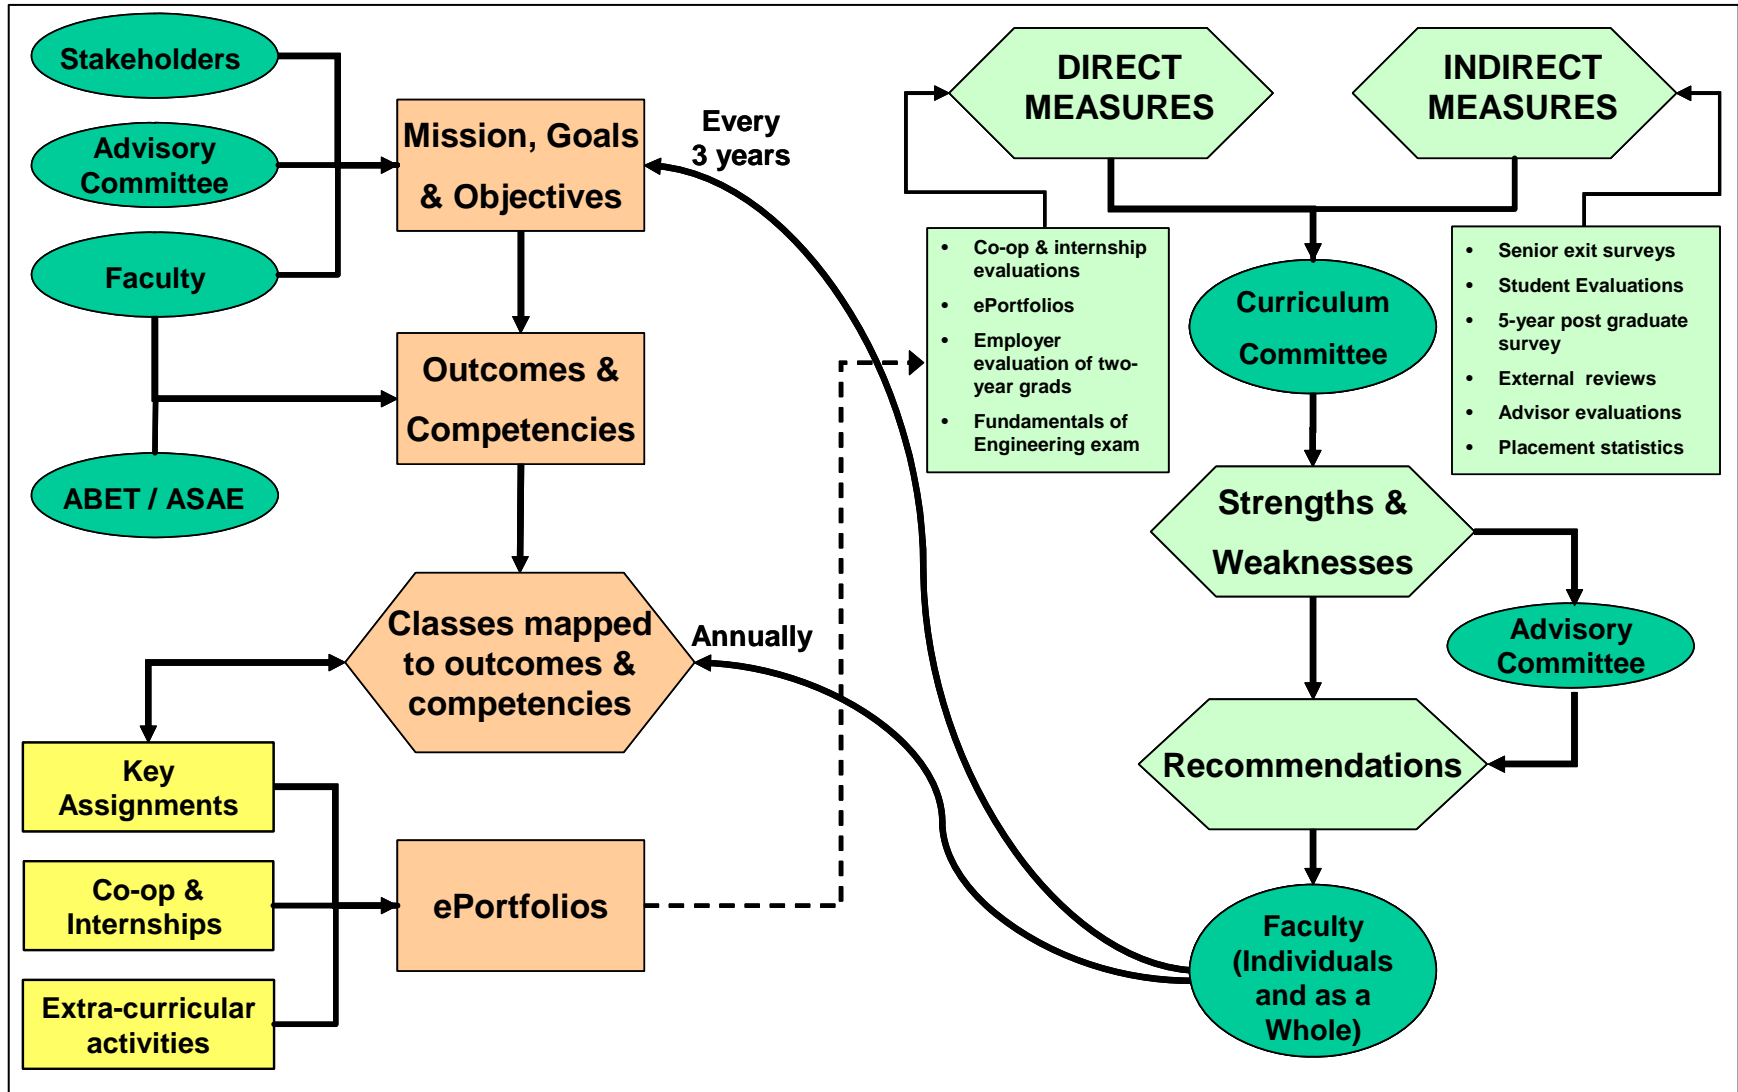 Stakeholders
Advisory
Committee
Faculty
ABET / ASAE
Mission, Goals
& Objectives
Outcomes &
Competencies
Classes mapped
to outcomes &
competencies
Key
Assignments
Co-op &
Internships
Extra-curricular
activities
ePortfolios
Every
3 years
Annually
DIRECT
MEASURES
INDIRECT
MEASURES
• Co-op & internship
evaluations
• ePortfolios
• Employer
evaluation of two-
year grads
• Fundamentals of
Engineering exam
Curriculum
Committee
• Senior exit surveys
• Student Evaluations
• 5-year post graduate
survey
• External reviews
• Advisor evaluations
• Placement statistics
Strengths &
Weaknesses
Advisory
Committee
Recommendations
Faculty
(Individuals
and as a
Whole)